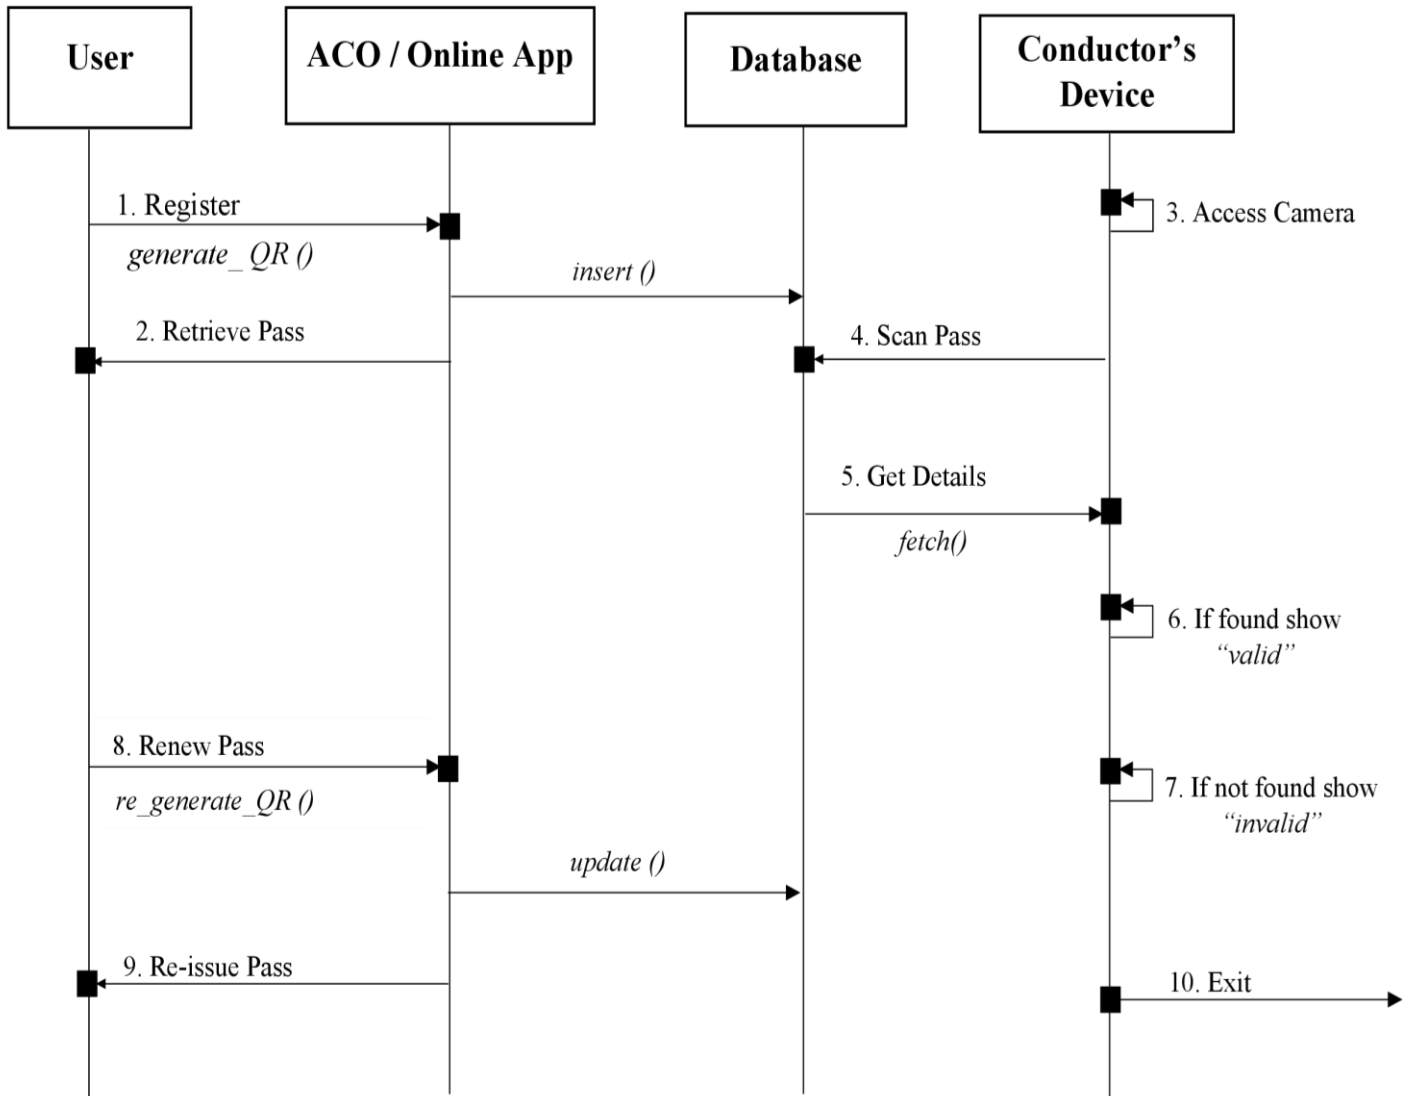 User
ACO / Online App
Database
Conductor’s
Device
1. Register
generate_ QR ()
3. Access Camera
insert ()
2. Retrieve Pass
4. Scan Pass
5. Get Details
fetch()
6. If found show
“valid”
8. Renew Pass
re_generate_QR ()
7. If not found show
“invalid”
update ()
9. Re-issue Pass
10. Exit